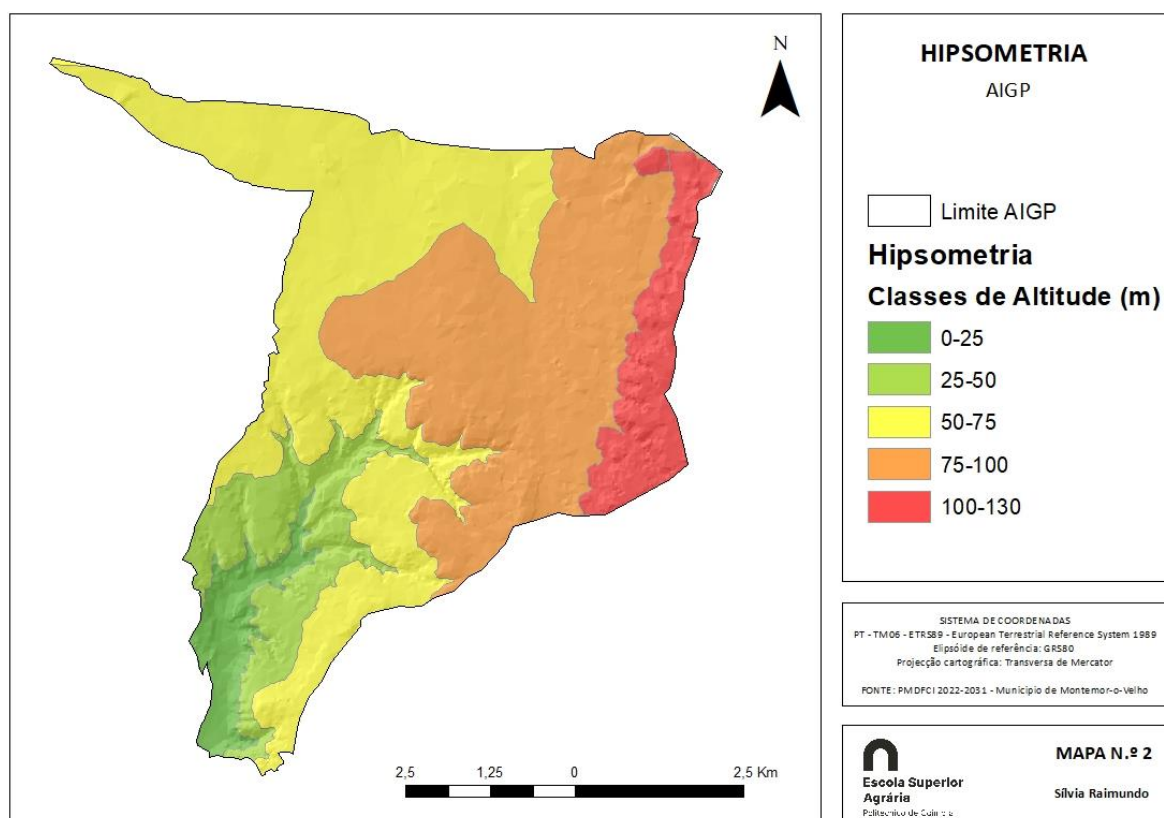 N
2,5 1,25 0 2,5 Km
HIPSOMETRIA
AIGP
Limite AIGP
Hipsometria
Classes de Altitude (m)
0-25
25-50
50-75
75-100
100-130
SISTEMA DE COORDENADAS
PT - TM06 - ETRS89 - European Terrestrial Reference System 1989
Elipsóide de referência: GRS80
Projecção cartográfica: Transversa de Mercator
FONTE: PMDFCI 2022-2031 - Município de Montemor-o-Velho
Escola Superior
Agrária
Politécnico de Coimbra
MAPA N.º 2
Sílvia Raimundo